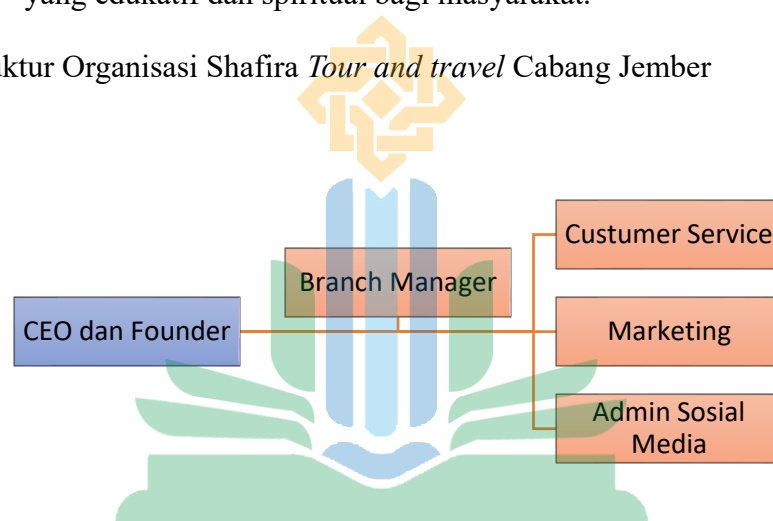 yang edukatif dan spiritual bagi masyarakat.
uktur Organisasi Shafira Tour and travel Cabang Jember
Custumer Service
Branch Manager
CEO dan Founder
Marketing
Admin Sosial
Media